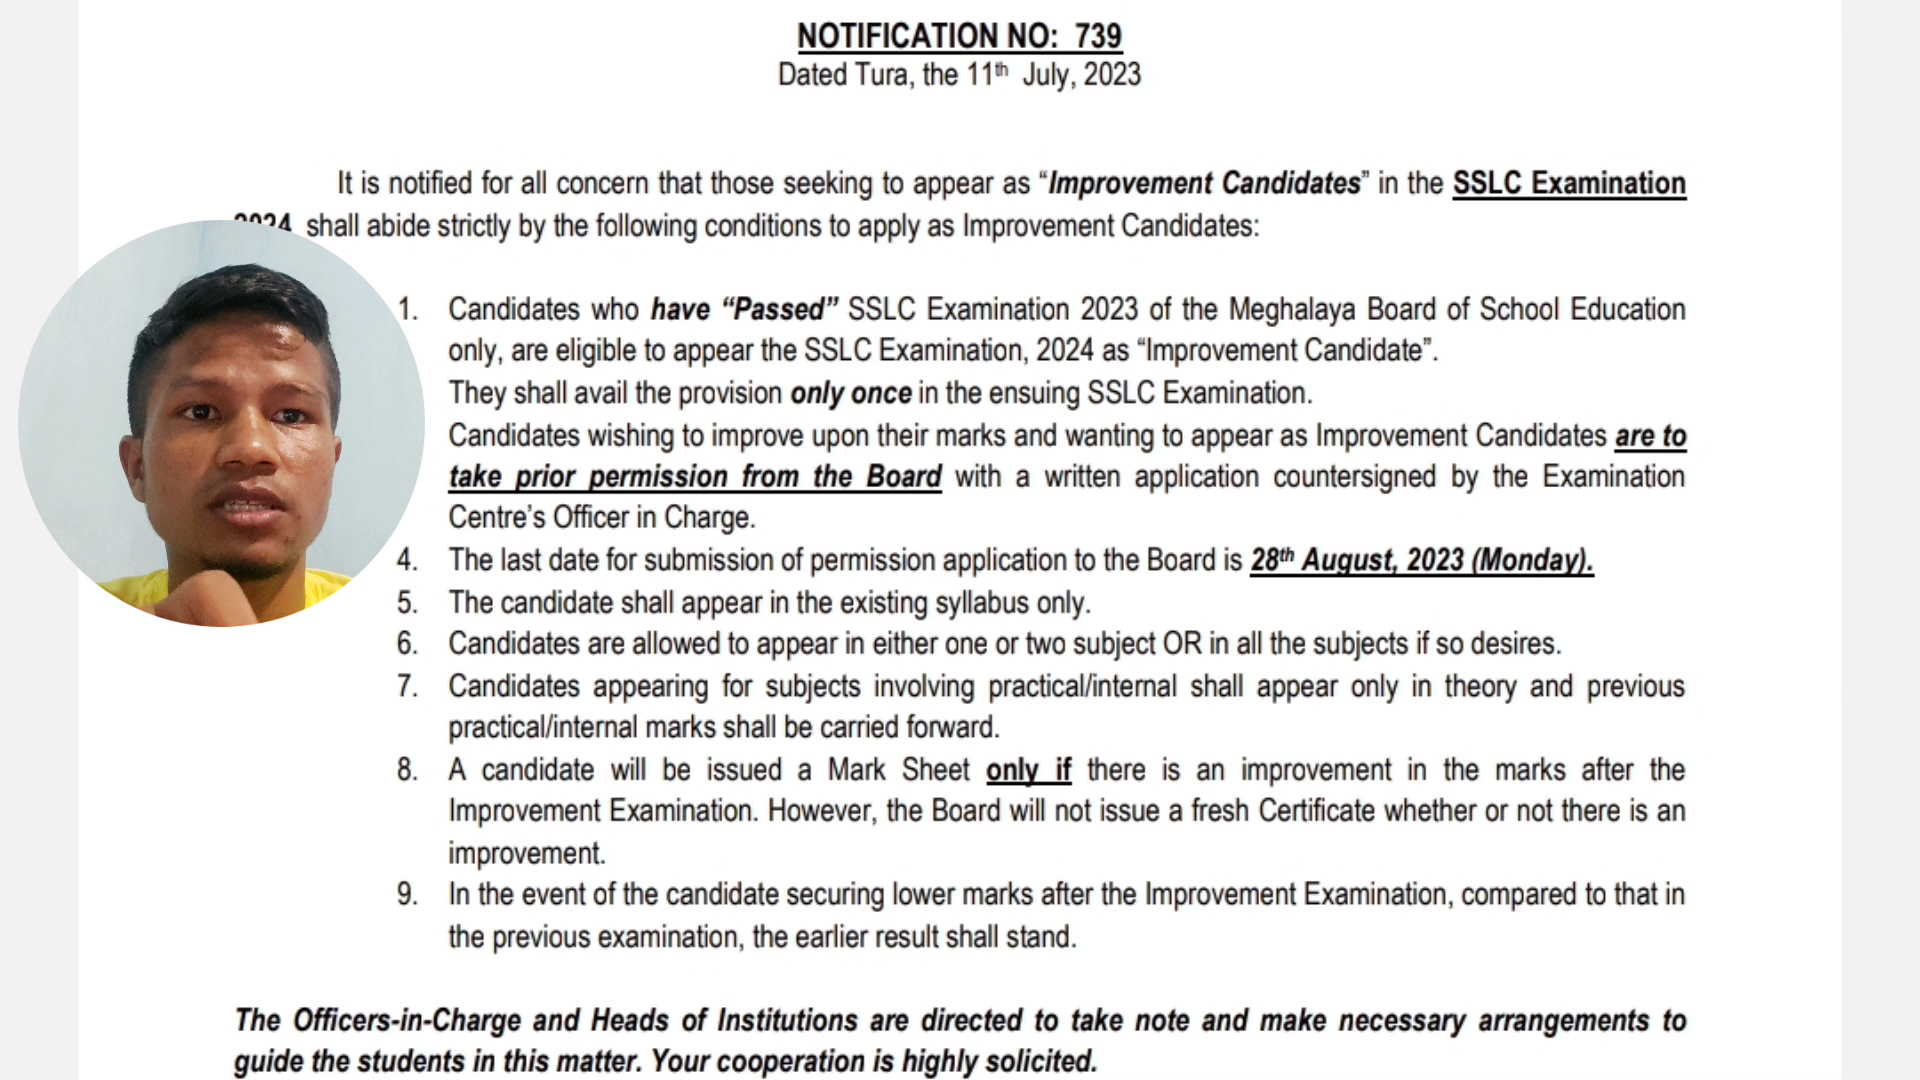 NOTIFICATION NO: 739
Dated Tura, the 11th July, 2023
It is notified for all concern that those seeking to appear as “Improvement Candidates” in the SSLC Examination
2024 shall abide strictly by the following conditions to apply as Improvement Candidates:
1. Candidates who have “Passed” SSLC Examination 2023 of the Meghalaya Board of School Education
only, are eligible to appear the SSLC Examination, 2024 as “Improvement Candidate”.
They shall avail the provision only once in the ensuing SSLC Examination.
Candidates wishing to improve upon their marks and wanting to appear as Improvement Candidates are to
take prior permission from the Board with a written application countersigned by the Examination
Centre’s Officer in Charge.
4. The last date for submission of permission application to the Board is 28th August, 2023 (Monday).
5. The candidate shall appear in the existing syllabus only.
6. Candidates are allowed to appear in either one or two subject OR in all the subjects if so desires.
7. Candidates appearing for subjects involving practical/internal shall appear only in theory and previous
practical/internal marks shall be carried forward.
8. A candidate will be issued a Mark Sheet only if there is an improvement in the marks after the
Improvement Examination. However, the Board will not issue a fresh Certificate whether or not there is an
improvement.
9. In the event of the candidate securing lower marks after the Improvement Examination, compared to that in
the previous examination, the earlier result shall stand.
The Officers-in-Charge and Heads of Institutions are directed to take note and make necessary arrangements to
guide the students in this matter. Your cooperation is highly solicited.